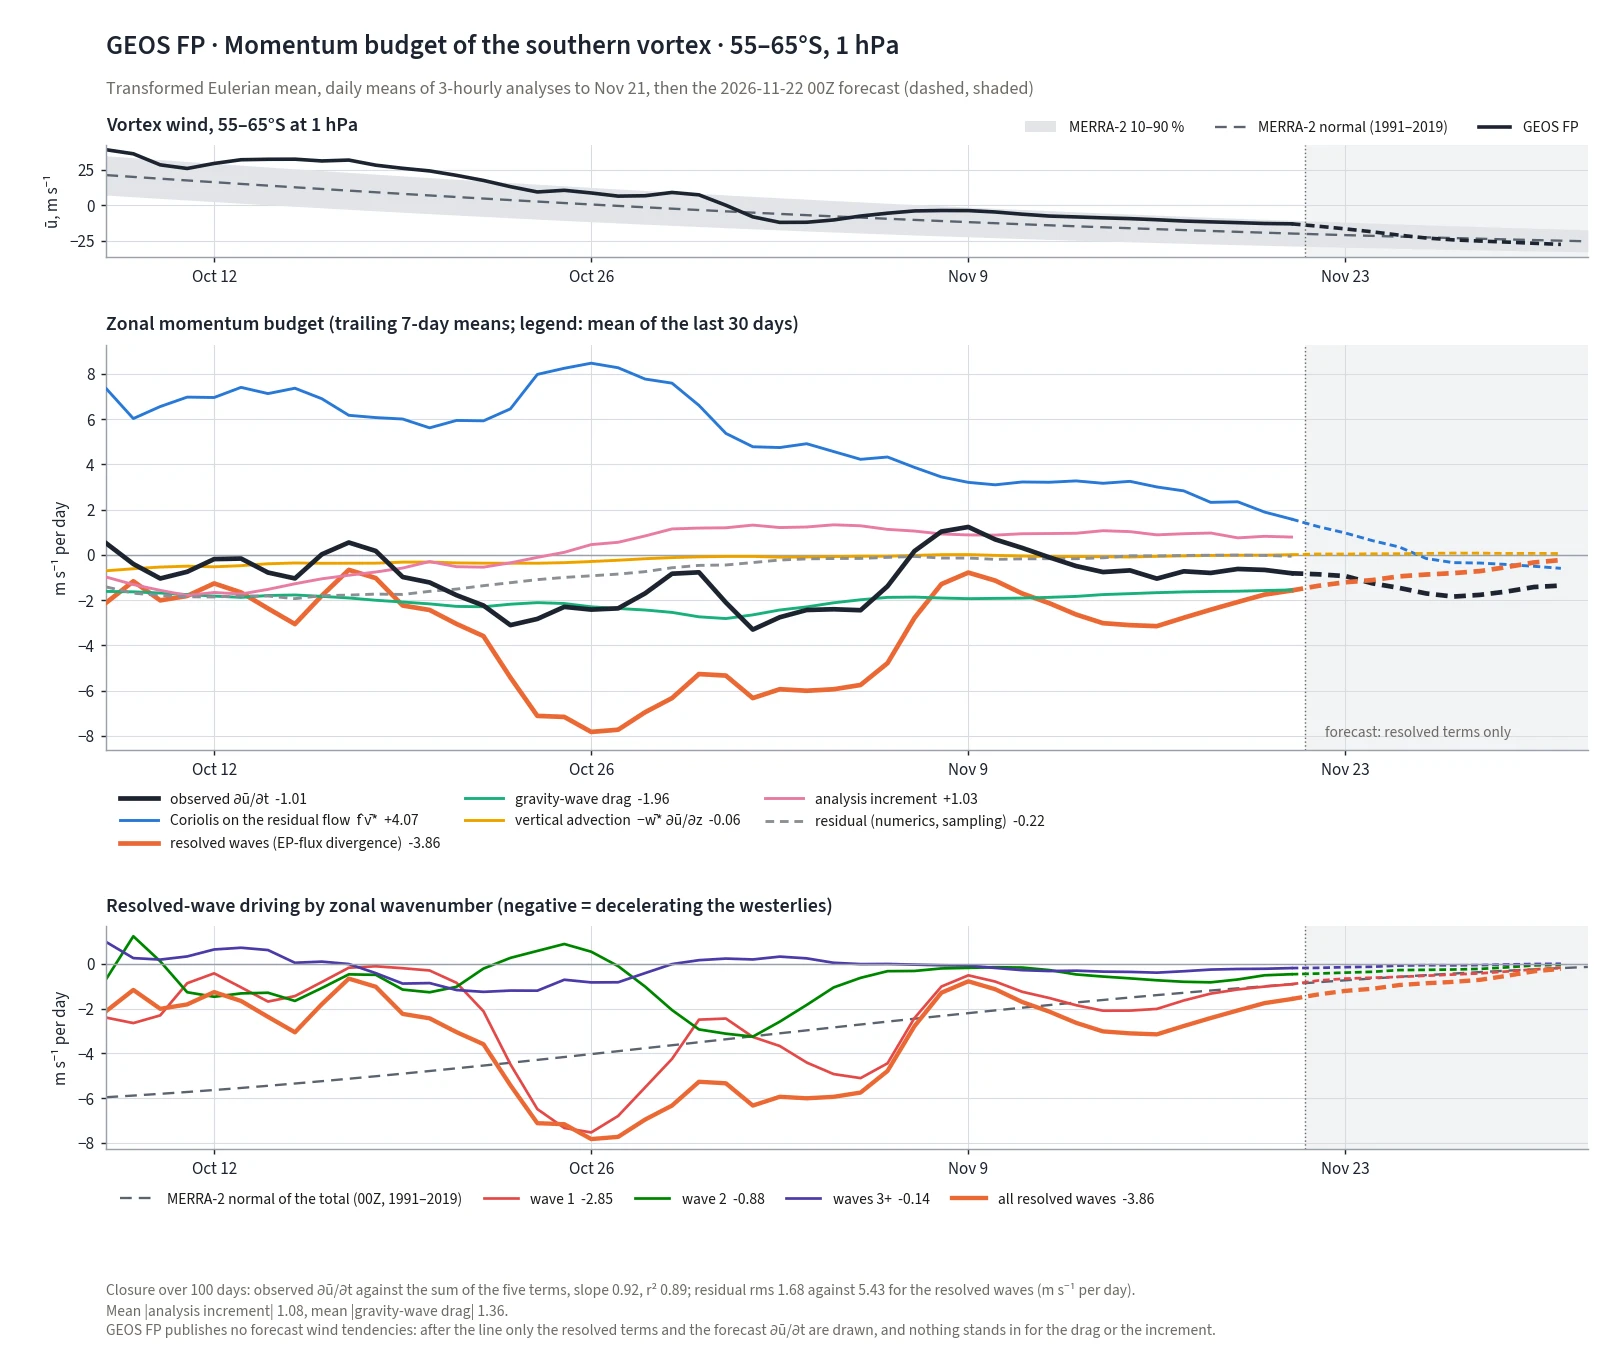 GEOS FP · Momentum budget of the southern vortex · 55–65°S, 1 hPa
Transformed Eulerian mean, daily means of 3-hourly analyses to Nov 21, then the 2026-11-22 00Z forecast (dashed, shaded)
Vortex wind, 55–65°S at 1 hPa
MERRA-2 10–90 % MERRA-2 normal (1991–2019) GEOS FP
25
0
−25
ū, m s⁻¹
Oct 12 Oct 26 Nov 9 Nov 23
Zonal momentum budget (trailing 7-day means; legend: mean of the last 30 days)
8
6
4
2
0
−2
−4
−6
−8
m s⁻¹ per day
forecast: resolved terms only
Oct 12 Oct 26 Nov 9 Nov 23
observed ∂ū/∂t -1.01 gravity-wave drag -1.96 analysis increment +1.03
Coriolis on the residual flow f v̄* +4.07 vertical advection −w̄* ∂ū/∂z -0.06 residual (numerics, sampling) -0.22
resolved waves (EP-flux divergence) -3.86
Resolved-wave driving by zonal wavenumber (negative = decelerating the westerlies)
0
−2
−4
−6
−8
m s⁻¹ per day
Oct 12 Oct 26 Nov 9 Nov 23
MERRA-2 normal of the total (00Z, 1991–2019) wave 1 -2.85 wave 2 -0.88 waves 3+ -0.14 all resolved waves -3.86
Closure over 100 days: observed ∂ū/∂t against the sum of the five terms, slope 0.92, r² 0.89; residual rms 1.68 against 5.43 for the resolved waves (m s⁻¹ per day).
Mean |analysis increment| 1.08, mean |gravity-wave drag| 1.36.
GEOS FP publishes no forecast wind tendencies: after the line only the resolved terms and the forecast ∂ū/∂t are drawn, and nothing stands in for the drag or the increment.